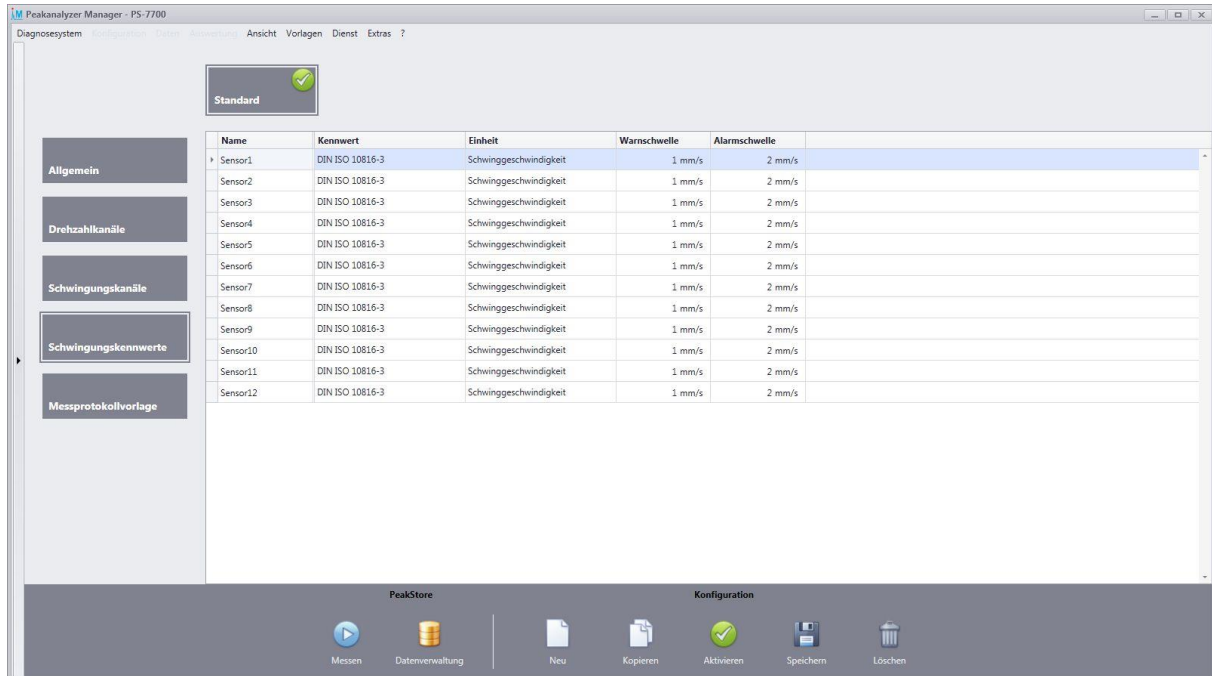 Peakanalyzer Manager - PS-7700
Diagnosesystem Konfiguration Daten Auswertung Ansicht Vorlagen Dienst Extras ?
Standard
Allgemein
Drehzahlkanäle
Schwingungskanäle
Schwingungskennwerte
Messprotokollvorlage
Name Kennwert Einheit Warnschwelle Alarmschwelle
Sensor1 DIN ISO 10816-3 Schwinggeschwindigkeit 1 mm/s 2 mm/s
Sensor2 DIN ISO 10816-3 Schwinggeschwindigkeit 1 mm/s 2 mm/s
Sensor3 DIN ISO 10816-3 Schwinggeschwindigkeit 1 mm/s 2 mm/s
Sensor4 DIN ISO 10816-3 Schwinggeschwindigkeit 1 mm/s 2 mm/s
Sensor5 DIN ISO 10816-3 Schwinggeschwindigkeit 1 mm/s 2 mm/s
Sensor6 DIN ISO 10816-3 Schwinggeschwindigkeit 1 mm/s 2 mm/s
Sensor7 DIN ISO 10816-3 Schwinggeschwindigkeit 1 mm/s 2 mm/s
Sensor8 DIN ISO 10816-3 Schwinggeschwindigkeit 1 mm/s 2 mm/s
Sensor9 DIN ISO 10816-3 Schwinggeschwindigkeit 1 mm/s 2 mm/s
Sensor10 DIN ISO 10816-3 Schwinggeschwindigkeit 1 mm/s 2 mm/s
Sensor11 DIN ISO 10816-3 Schwinggeschwindigkeit 1 mm/s 2 mm/s
Sensor12 DIN ISO 10816-3 Schwinggeschwindigkeit 1 mm/s 2 mm/s
PeakStore Konfiguration
Messen Datenverwaltung Neu Kopieren Aktivieren Speichern Löschen